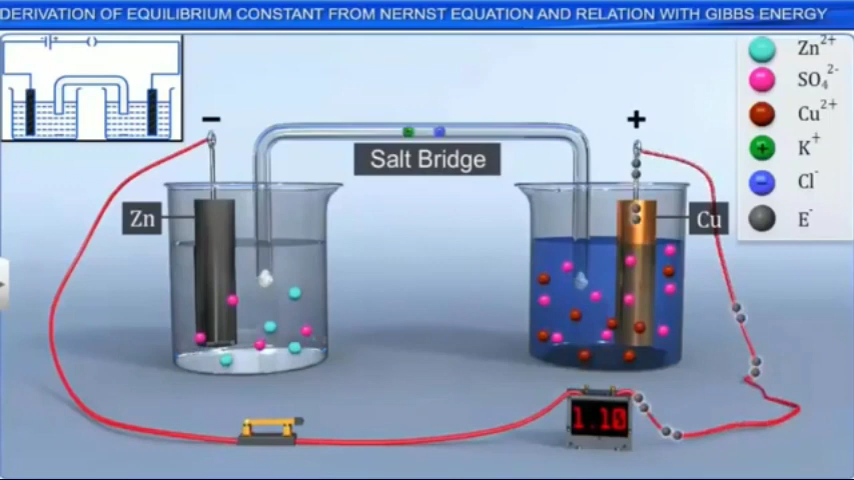 DERIVATION OF EQUILIBRIUM CONSTANT FROM NERNST EQUATION AND RELATION WITH GIBBS ENERGY
Zn²⁺
SO₄²⁻
Cu²⁺
K⁺
Cl⁻
E⁻
−
+
Salt Bridge
Zn
Cu
1.10